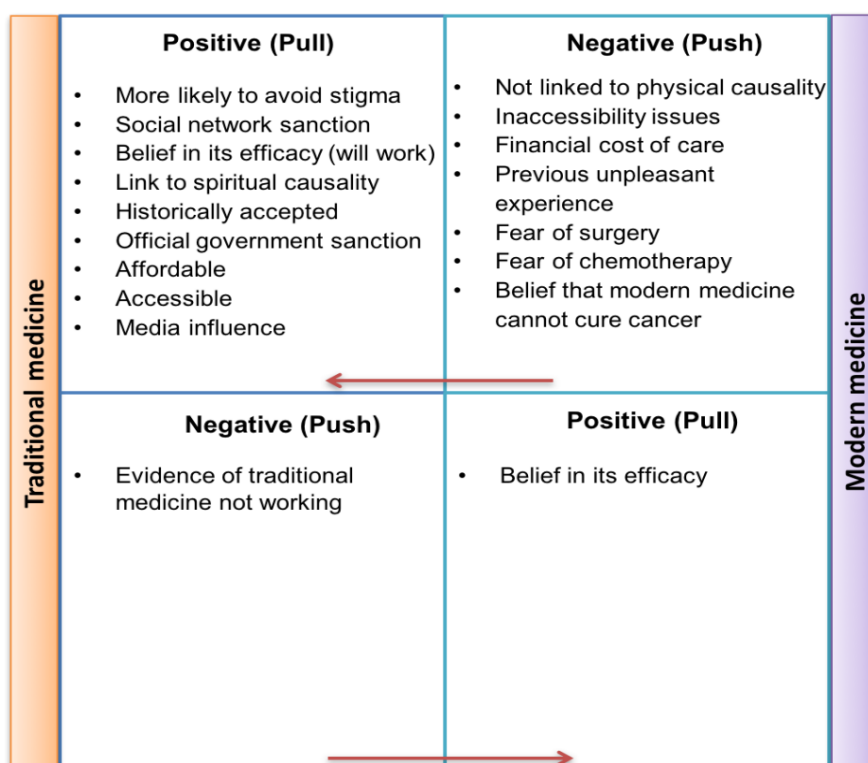 Traditional medicine
Positive (Pull)
• More likely to avoid stigma
• Social network sanction
• Belief in its efficacy (will work)
• Link to spiritual causality
• Historically accepted
• Official government sanction
• Affordable
• Accessible
• Media influence
Negative (Push)
• Not linked to physical causality
• Inaccessibility issues
• Financial cost of care
• Previous unpleasant
experience
• Fear of surgery
• Fear of chemotherapy
• Belief that modern medicine
cannot cure cancer
Negative (Push)
• Evidence of traditional
medicine not working
Positive (Pull)
• Belief in its efficacy
Modern medicine